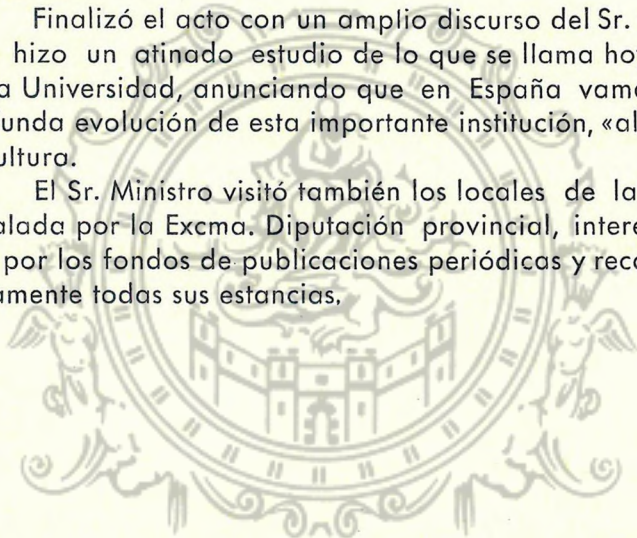 Finalizó el acto con un amplio discurso del Sr.
hizo un atinado estudio de lo que se llama hoy
a Universidad, anunciando que en España vamo
unda evolución de esta importante institución, «al
ultura.
El Sr. Ministro visitó también los locales de la
alada por la Excma. Diputación provincial, intere
por los fondos de publicaciones periódicas y reco
amente todas sus estancias,